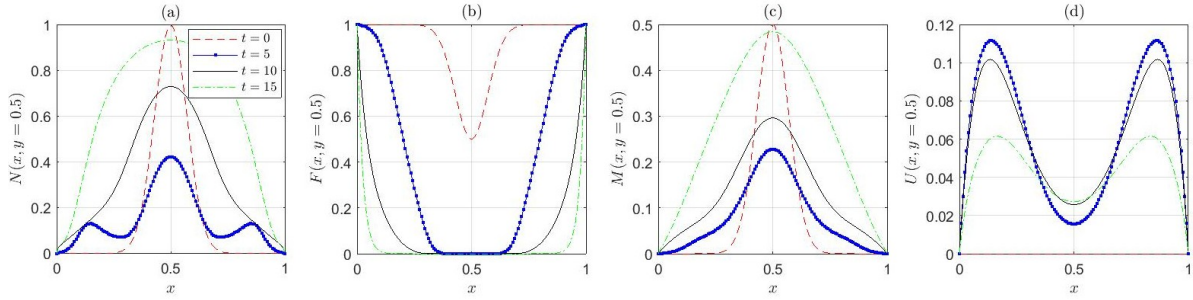 (a)
N(x, y = 0.5)
1
0.8
0.6
0.4
0.2
0
0
0.5
1
x
t = 0
t = 5
t = 10
t = 15
(b)
F(x, y = 0.5)
1
0.8
0.6
0.4
0.2
0
0
0.5
1
x
(c)
M(x, y = 0.5)
0.5
0.4
0.3
0.2
0.1
0
0
0.5
1
x
(d)
U(x, y = 0.5)
0.12
0.1
0.08
0.06
0.04
0.02
0
0
0.5
1
x